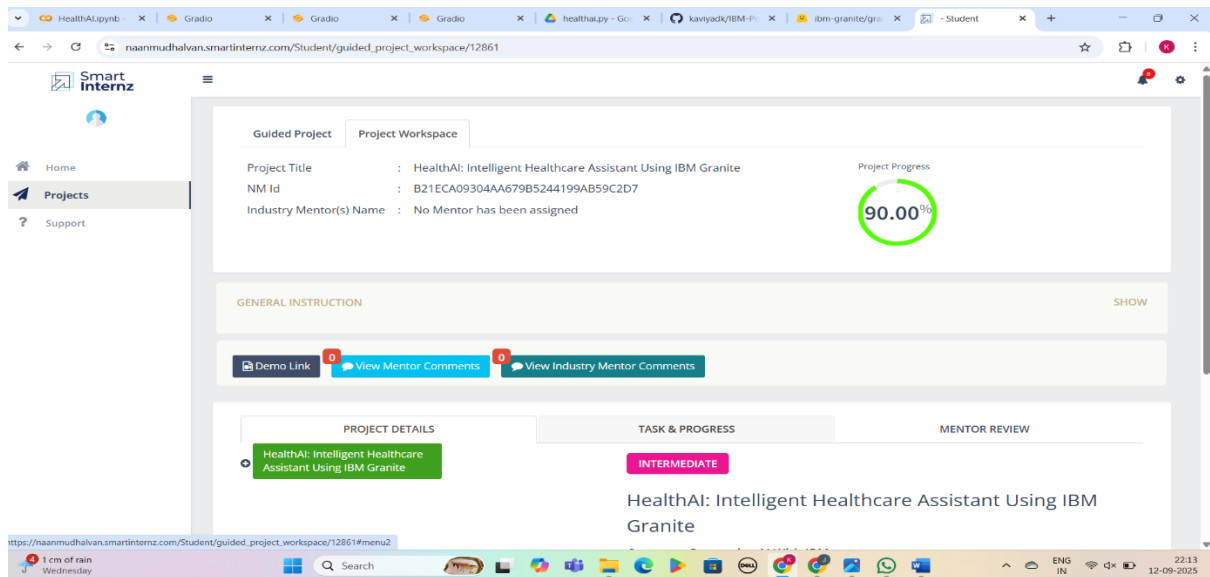 HealthAI.ipynb -
Gradio
Gradio
Gradio
healthai.py - Goo
kaviyadk/IBM-Pr
ibm-granite/gra
- Student
naanmudhalvan.smartinternz.com/Student/guided_project_workspace/12861
K
Smart
Internz
Home
Projects
Support
Guided Project Project Workspace
Project Title : HealthAI: Intelligent Healthcare Assistant Using IBM Granite
NM Id : B21ECA09304AA679B5244199AB59C2D7
Industry Mentor(s) Name : No Mentor has been assigned
Project Progress
90.00%
GENERAL INSTRUCTION SHOW
Demo Link
0
View Mentor Comments
0
View Industry Mentor Comments
PROJECT DETAILS TASK & PROGRESS MENTOR REVIEW
HealthAI: Intelligent Healthcare
Assistant Using IBM Granite
INTERMEDIATE
HealthAI: Intelligent Healthcare Assistant Using IBM
Granite
https://naanmudhalvan.smartinternz.com/Student/guided_project_workspace/12861#menu2
4
1 cm of rain
Wednesday
Search
DELL
ENG
IN
22:13
12-09-2025